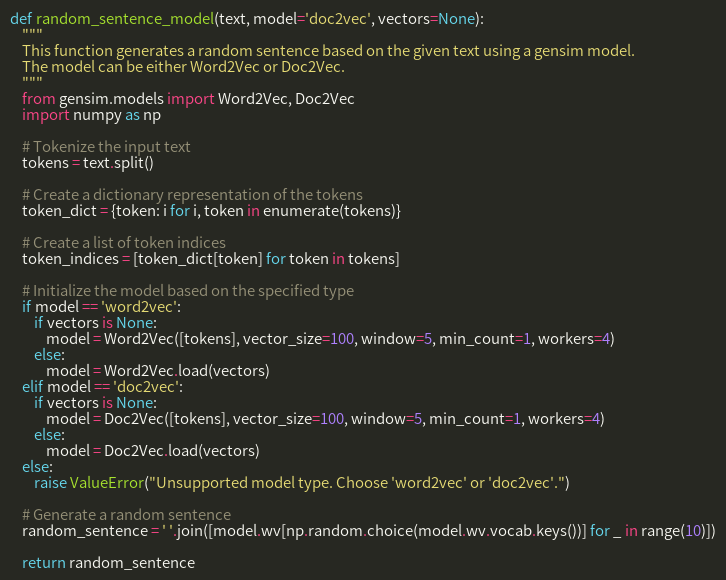 def random_sentence_model(text, model='doc2vec', vectors=None):
"""
This function generates a random sentence based on the given text using a gensim model.
The model can be either Word2Vec or Doc2Vec.
"""
from gensim.models import Word2Vec, Doc2Vec
import numpy as np
# Tokenize the input text
tokens = text.split()
# Create a dictionary representation of the tokens
token_dict = {token: i for i, token in enumerate(tokens)}
# Create a list of token indices
token_indices = [token_dict[token] for token in tokens]
# Initialize the model based on the specified type
if model == 'word2vec':
if vectors is None:
model = Word2Vec([tokens], vector_size=100, window=5, min_count=1, workers=4)
else:
model = Word2Vec.load(vectors)
elif model == 'doc2vec':
if vectors is None:
model = Doc2Vec([tokens], vector_size=100, window=5, min_count=1, workers=4)
else:
model = Doc2Vec.load(vectors)
else:
raise ValueError("Unsupported model type. Choose 'word2vec' or 'doc2vec'.")
# Generate a random sentence
random_sentence = ' '.join([model.wv[np.random.choice(model.wv.vocab.keys())] for _ in range(10)])
return random_sentence